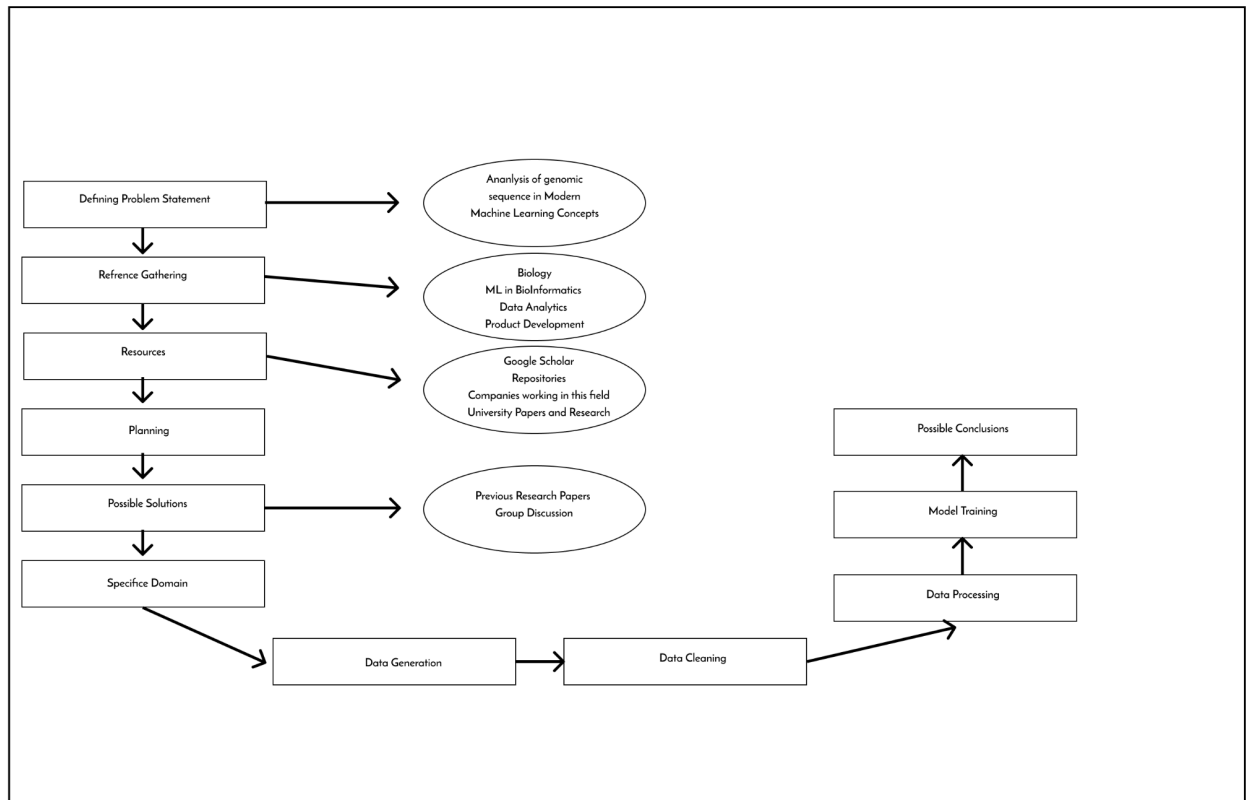 Defining Problem Statement
Ananlysis of genomic
sequence in Modern
Machine Learning Concepts
Refrence Gathering
Biology
ML in BioInformatics
Data Analytics
Product Development
Resources
Google Scholar
Repositories
Companies working in this field
University Papers and Research
Planning
Possible Solutions
Previous Research Papers
Group Discussion
Specifice Domain
Data Generation
Data Cleaning
Data Processing
Model Training
Possible Conclusions